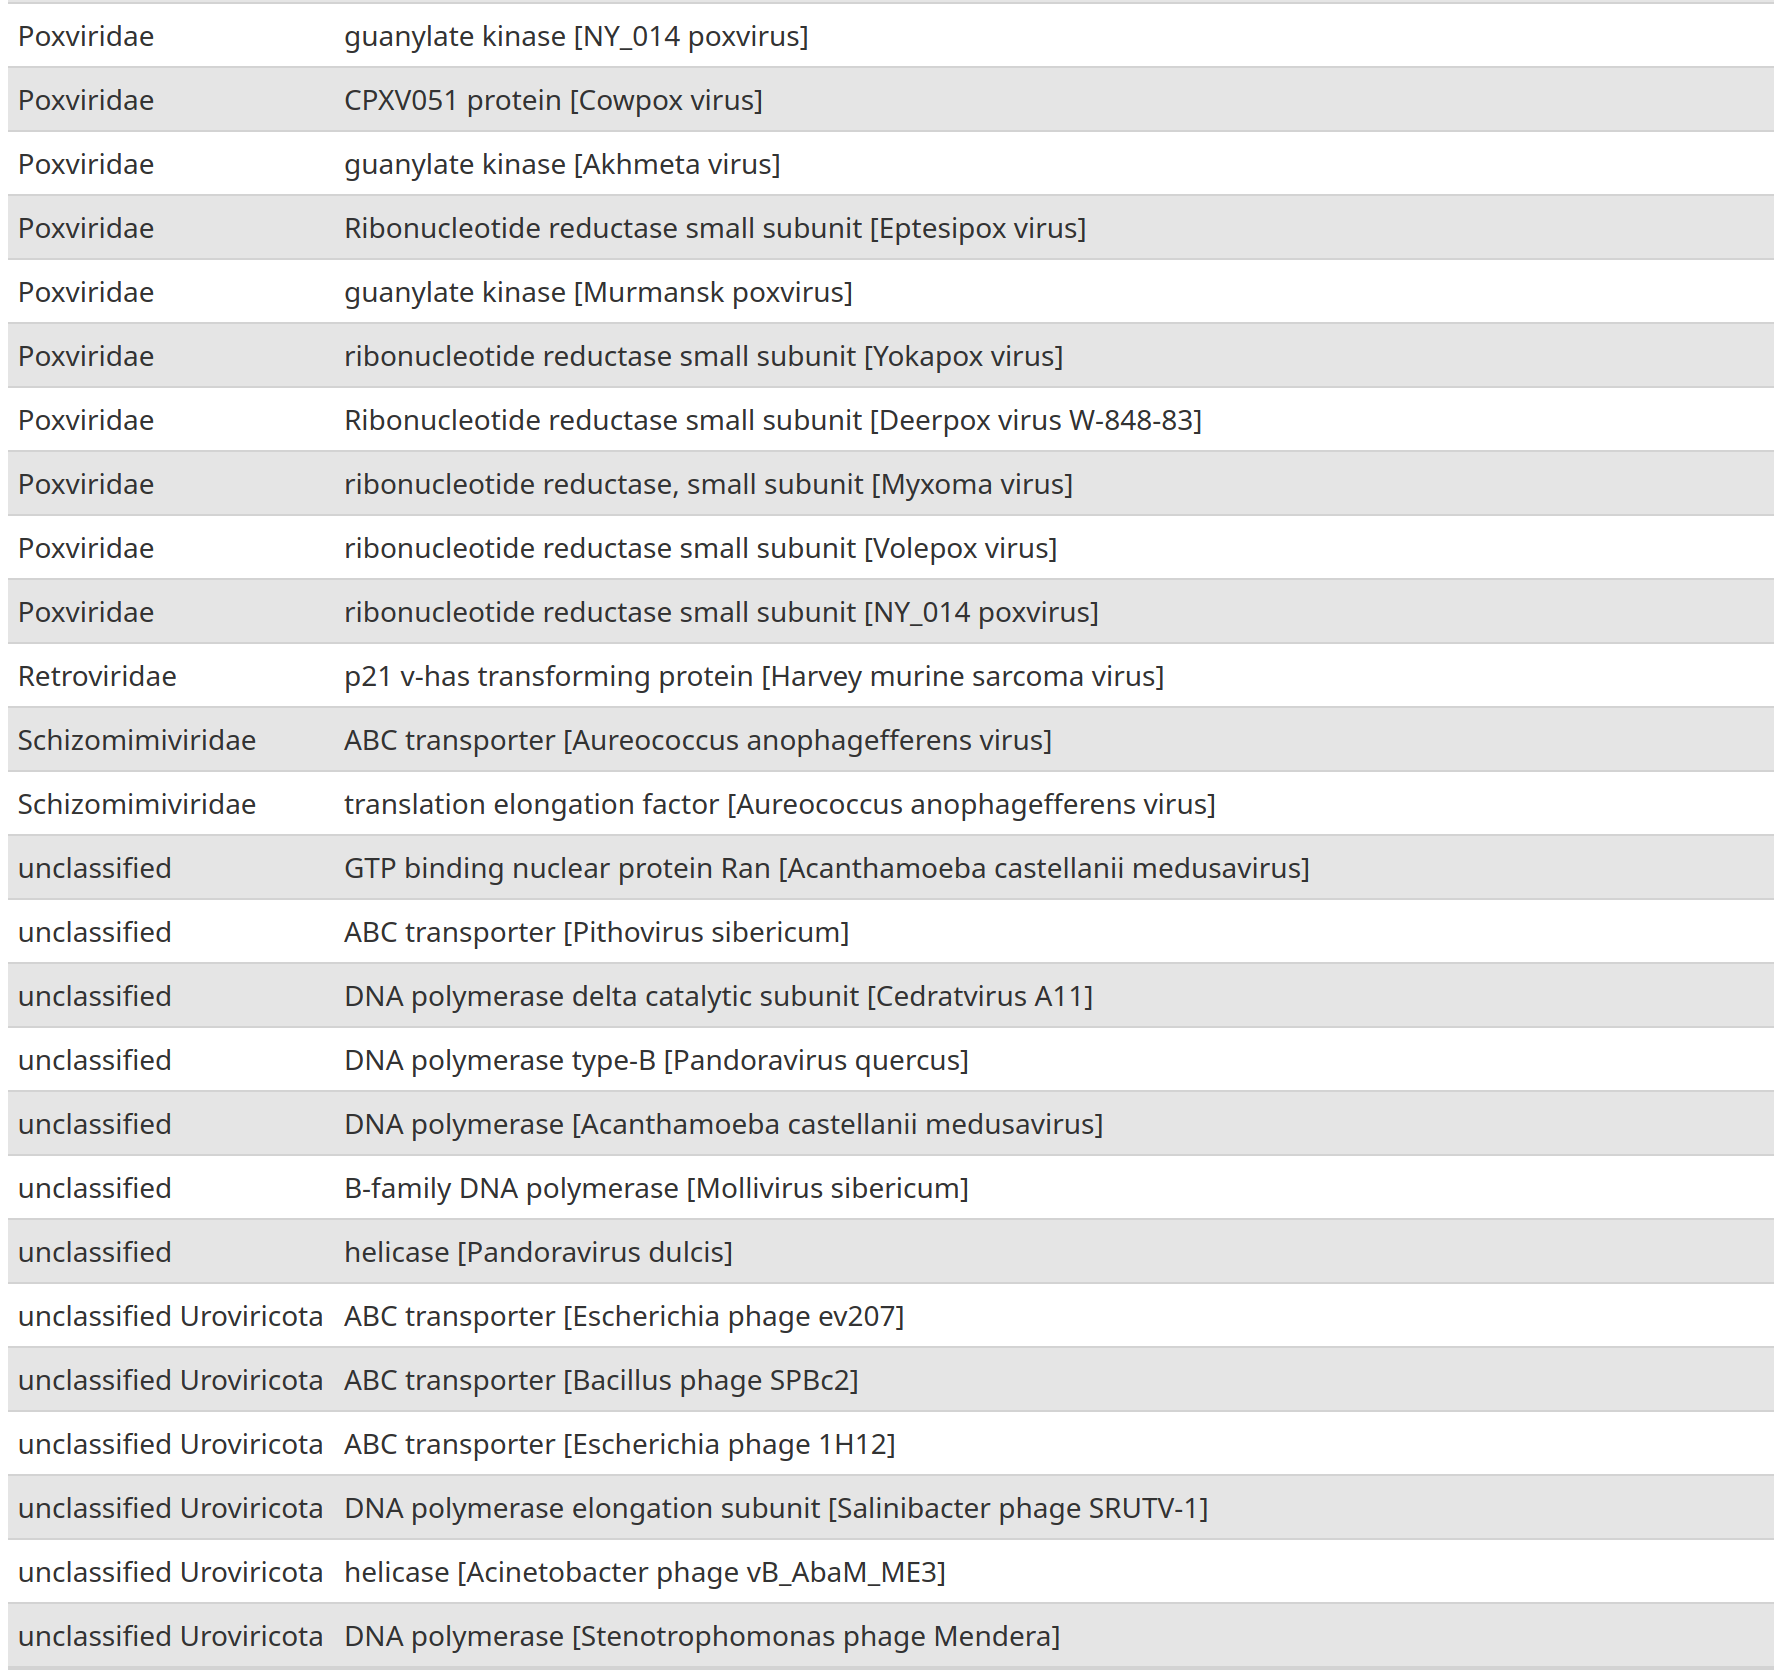 Poxviridae guanylate kinase [NY_014 poxvirus]
Poxviridae CPXV051 protein [Cowpox virus]
Poxviridae guanylate kinase [Akhmeta virus]
Poxviridae Ribonucleotide reductase small subunit [Eptesipox virus]
Poxviridae guanylate kinase [Murmansk poxvirus]
Poxviridae ribonucleotide reductase small subunit [Yokapox virus]
Poxviridae Ribonucleotide reductase small subunit [Deerpox virus W-848-83]
Poxviridae ribonucleotide reductase, small subunit [Myxoma virus]
Poxviridae ribonucleotide reductase small subunit [Volepox virus]
Poxviridae ribonucleotide reductase small subunit [NY_014 poxvirus]
Retroviridae p21 v-has transforming protein [Harvey murine sarcoma virus]
Schizomimiviridae ABC transporter [Aureococcus anophagefferens virus]
Schizomimiviridae translation elongation factor [Aureococcus anophagefferens virus]
unclassified GTP binding nuclear protein Ran [Acanthamoeba castellanii medusavirus]
unclassified ABC transporter [Pithovirus sibericum]
unclassified DNA polymerase delta catalytic subunit [Cedratvirus A11]
unclassified DNA polymerase type-B [Pandoravirus quercus]
unclassified DNA polymerase [Acanthamoeba castellanii medusavirus]
unclassified B-family DNA polymerase [Mollivirus sibericum]
unclassified helicase [Pandoravirus dulcis]
unclassified Uroviricota ABC transporter [Escherichia phage ev207]
unclassified Uroviricota ABC transporter [Bacillus phage SPBc2]
unclassified Uroviricota ABC transporter [Escherichia phage 1H12]
unclassified Uroviricota DNA polymerase elongation subunit [Salinibacter phage SRUTV-1]
unclassified Uroviricota helicase [Acinetobacter phage vB_AbaM_ME3]
unclassified Uroviricota DNA polymerase [Stenotrophomonas phage Mendera]